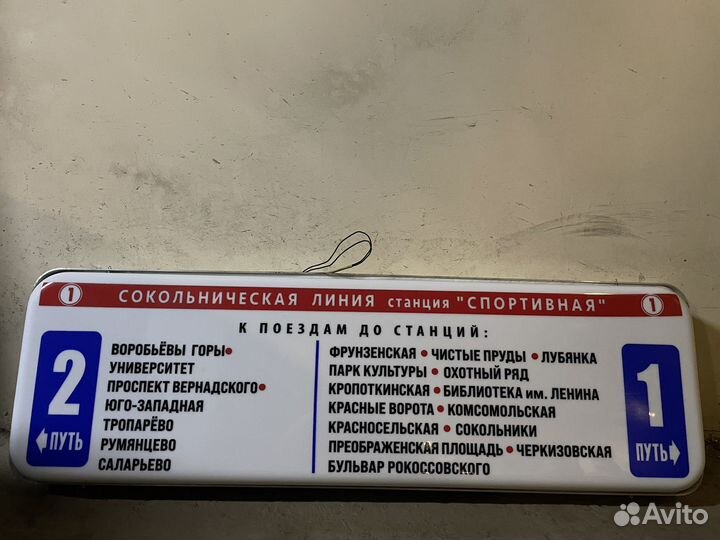 1 СОКОЛЬНИЧЕСКАЯ ЛИНИЯ станция "СПОРТИВНАЯ" 1
К ПОЕЗДАМ ДО СТАНЦИЙ:
2
ПУТЬ
ВОРОБЬЁВЫ ГОРЫ•
УНИВЕРСИТЕТ
ПРОСПЕКТ ВЕРНАДСКОГО•
ЮГО-ЗАПАДНАЯ
ТРОПАРЁВО
РУМЯНЦЕВО
САЛАРЬЕВО
ФРУНЗЕНСКАЯ • ЧИСТЫЕ ПРУДЫ • ЛУБЯНКА
ПАРК КУЛЬТУРЫ • ОХОТНЫЙ РЯД
КРОПОТКИНСКАЯ • БИБЛИОТЕКА им. ЛЕНИНА
КРАСНЫЕ ВОРОТА • КОМСОМОЛЬСКАЯ
КРАСНОСЕЛЬСКАЯ • СОКОЛЬНИКИ
ПРЕОБРАЖЕНСКАЯ ПЛОЩАДЬ • ЧЕРКИЗОВСКАЯ
БУЛЬВАР РОКОССОВСКОГО
1
ПУТЬ
Avito